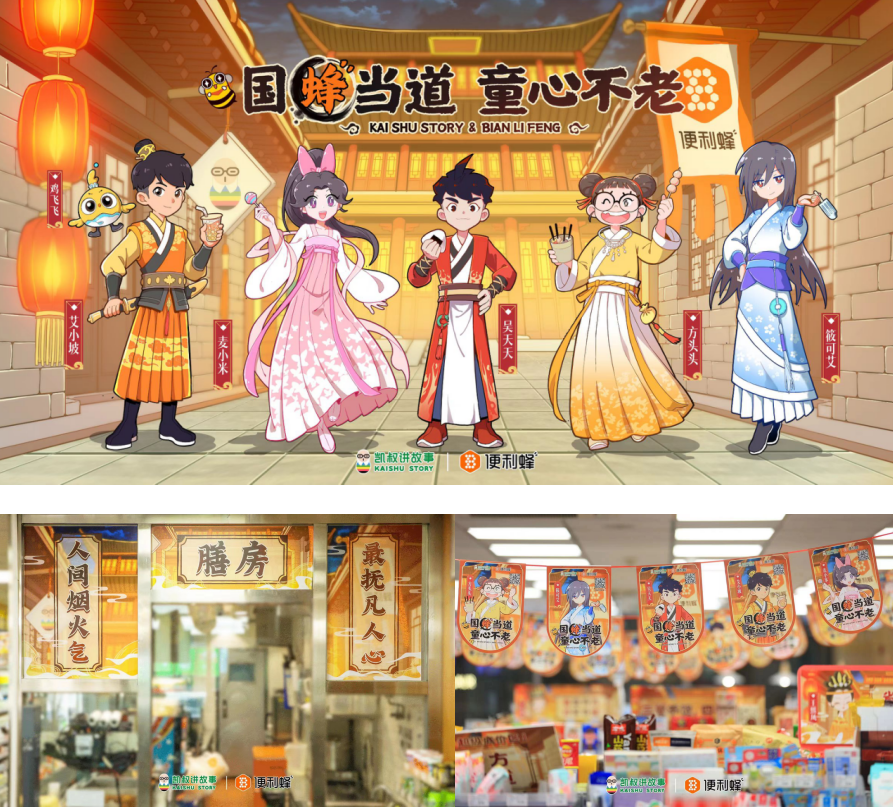 国蜂当道 童心不老
KAI SHU STORY & BIAN LI FENG
便利蜂
鸡飞飞
艾小坡
麦小米
吴天天
方头头
筱可艾
凯叔讲故事
KAISHU STORY
便利蜂
人间烟火气
膳房
最抚凡人心
凯叔讲故事
KAISHU STORY
便利蜂
国蜂当道
童心不老
国蜂当道
童心不老
国蜂当道
童心不老
国蜂当道
童心不老
国蜂当道
童心不老
凯叔讲故事
KAISHU STORY
便利蜂